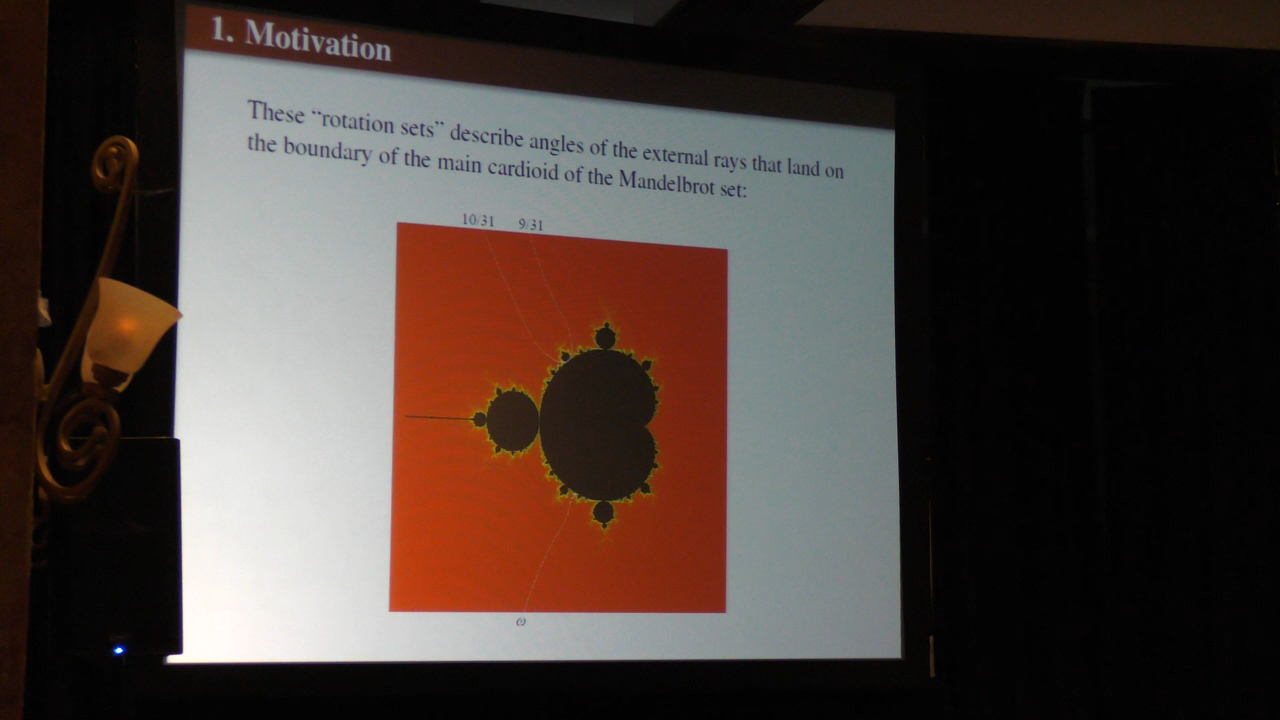 1. Motivation
These “rotation sets” describe angles of the external rays that land on
the boundary of the main cardioid of the Mandelbrot set:
10/31 9/31
ω